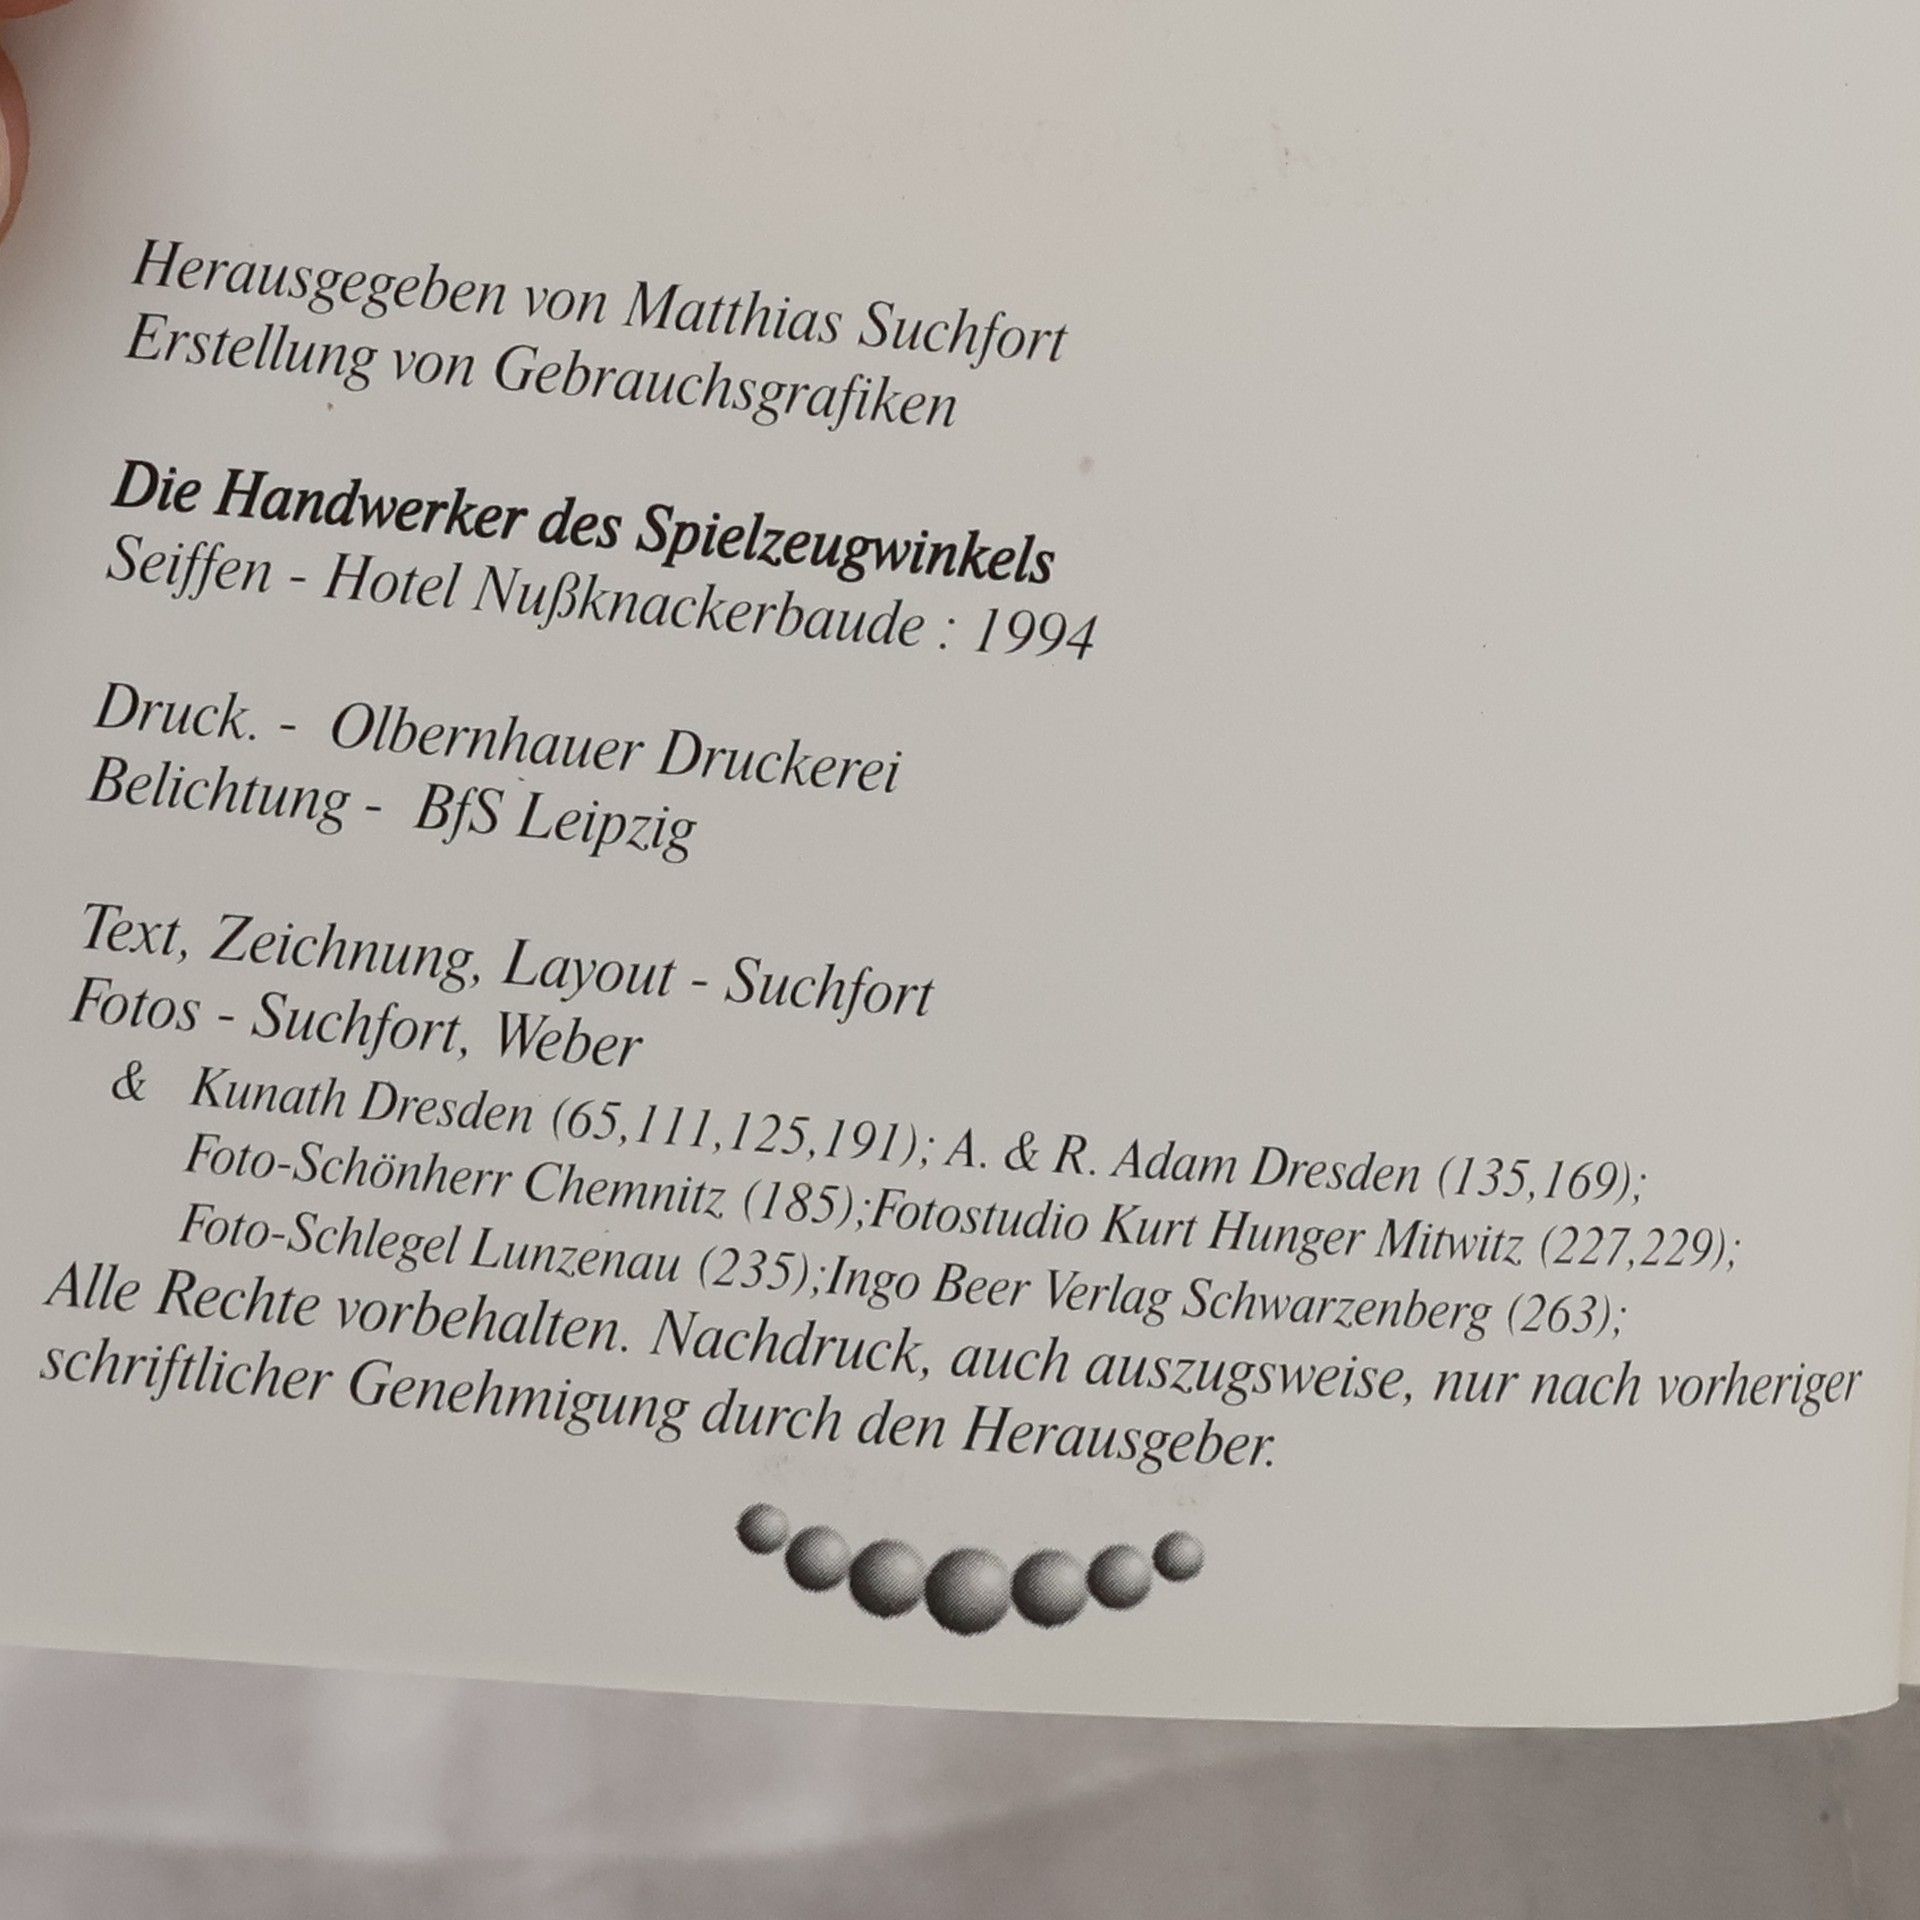 Herausgegeben von Matthias Suchfort
Erstellung von Gebrauchsgrafiken
Die Handwerker des Spielzeugwinkels
Seiffen - Hotel Nußknackerbaude : 1994
Druck. - Olbernhauer Druckerei
Belichtung - BfS Leipzig
Text, Zeichnung, Layout - Suchfort
Fotos - Suchfort, Weber
& Kunath Dresden (65,111,125,191); A. & R. Adam Dresden (135,169);
Foto-Schönherr Chemnitz (185);Fotostudio Kurt Hunger Mitwitz (227,229);
Foto-Schlegel Lunzenau (235);Ingo Beer Verlag Schwarzenberg (263);
Alle Rechte vorbehalten. Nachdruck, auch auszugsweise, nur nach vorheriger
schriftlicher Genehmigung durch den Herausgeber.